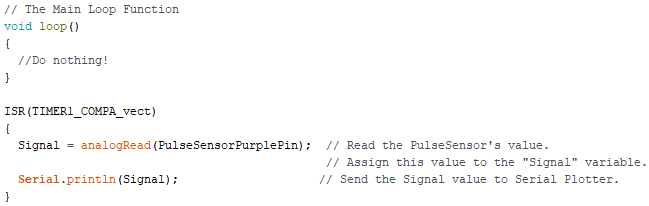 // The Main Loop Function
void loop()
{
  //Do nothing!
}

ISR(TIMER1_COMPA_vect)
{
  Signal = analogRead(PulseSensorPurplePin);  // Read the PulseSensor's value.
                                              // Assign this value to the "Signal" variable.
  Serial.println(Signal);                    // Send the Signal value to Serial Plotter.
}